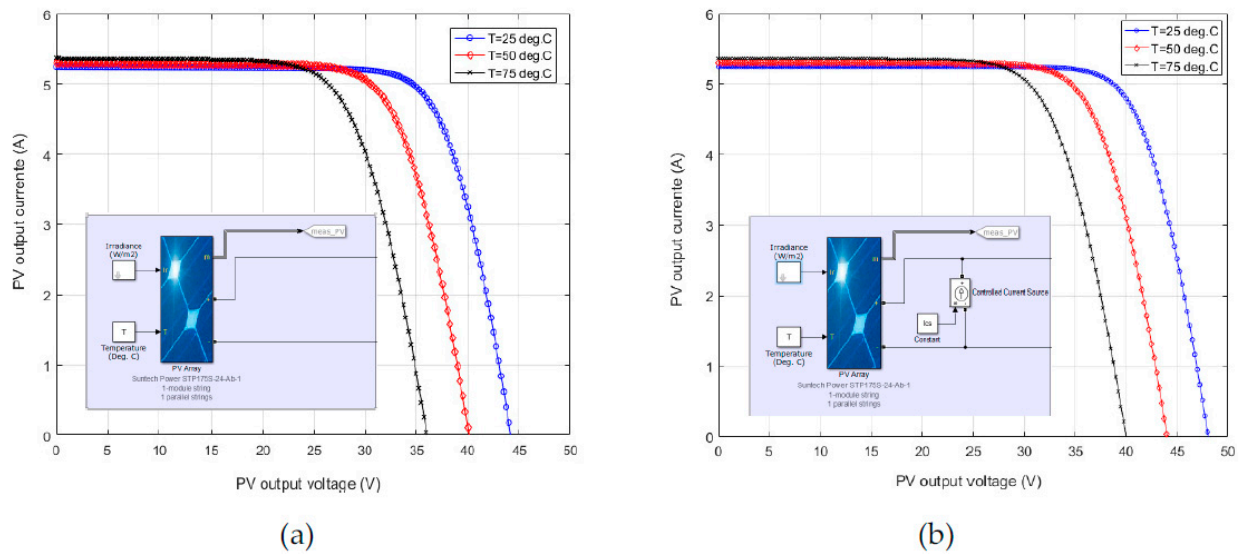 6
5
4
3
2
1
0
PV output currente (A)
0 5 10 15 20 25 30 35 40 45 50
PV output voltage (V)
T=25 deg.C
T=50 deg.C
T=75 deg.C
Irradiance
(W/m2)
Ir
T
Temperature
(Deg. C)
T
m
meas_PV
PV Array
Suntech Power STP175S-24-Ab-1
1-module string
1 parallel strings
(a)
6
5
4
3
2
1
0
PV output currente (A)
0 5 10 15 20 25 30 35 40 45 50
PV output voltage (V)
T=25 deg.C
T=50 deg.C
T=75 deg.C
Irradiance
(W/m2)
Ir
T
Temperature
(Deg. C)
T
m
meas_PV
Controlled Current Source
Ics
Constant
PV Array
Suntech Power STP175S-24-Ab-1
1-module string
1 parallel strings
(b)